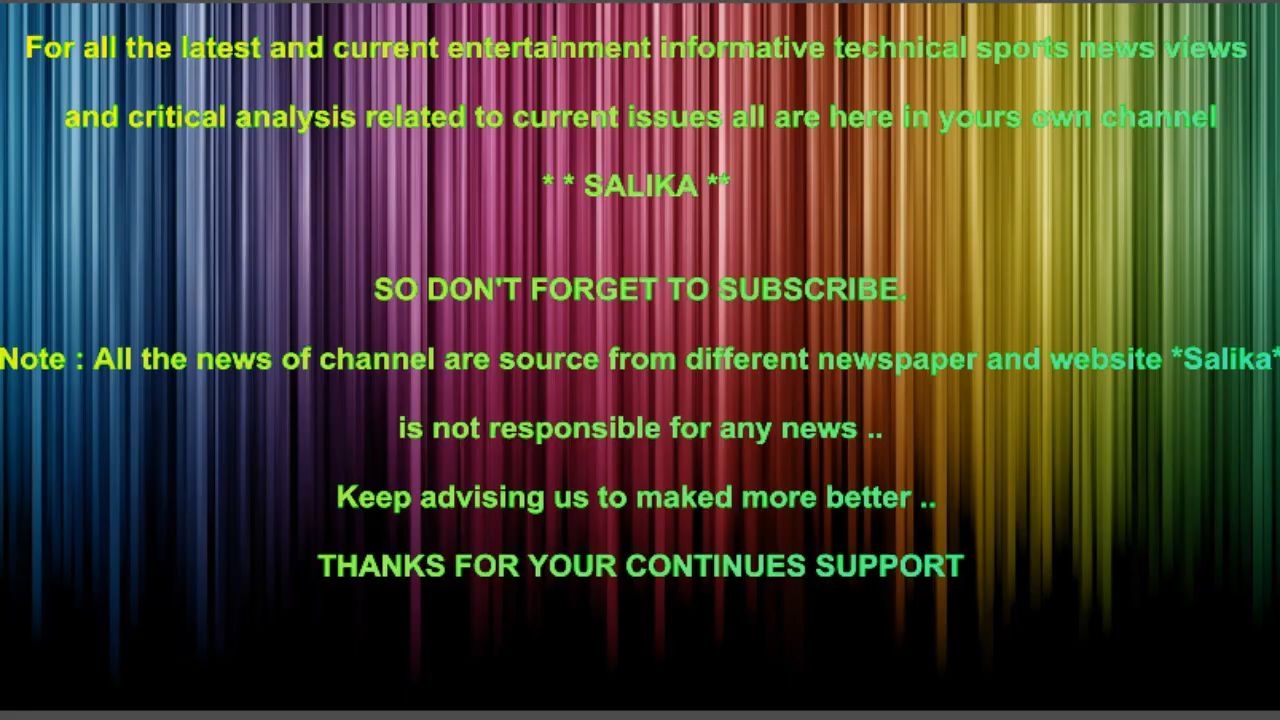 For all the latest and current entertainment informative technical sports news views
and critical analysis related to current issues all are here in yours own channel
* * SALIKA **
SO DON'T FORGET TO SUBSCRIBE.
Note : All the news of channel are source from different newspaper and website *Salika*
is not responsible for any news ..
Keep advising us to maked more better ..
THANKS FOR YOUR CONTINUES SUPPORT